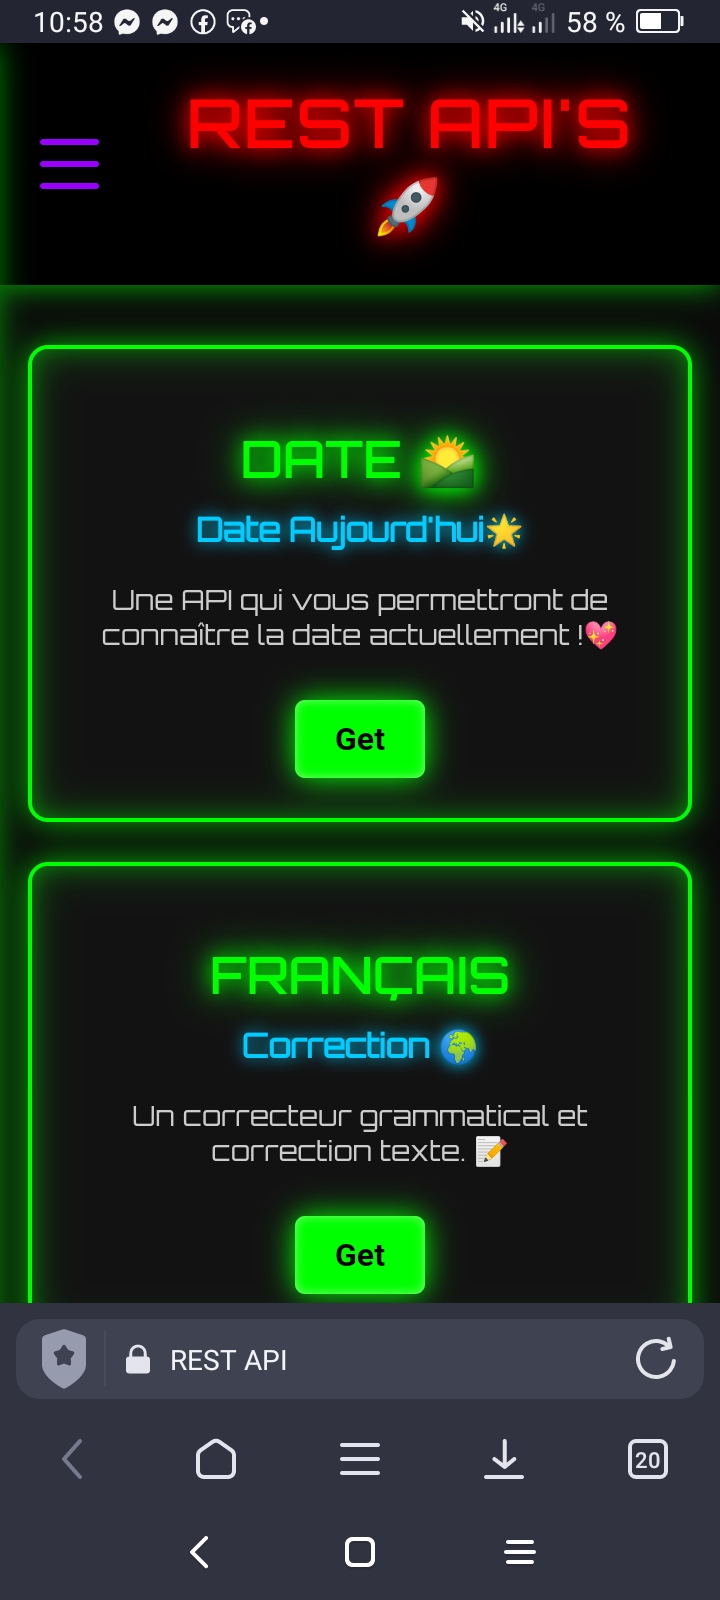 10:58 4G 4G 58 %
REST API'S
🚀
DATE 🌄
Date Aujourd'hui🌟
Une API qui vous permettront de
connaître la date actuellement !💖
Get
FRANÇAIS
Correction 🌍
Un correcteur grammatical et
correction texte. 📝
Get
REST API
20